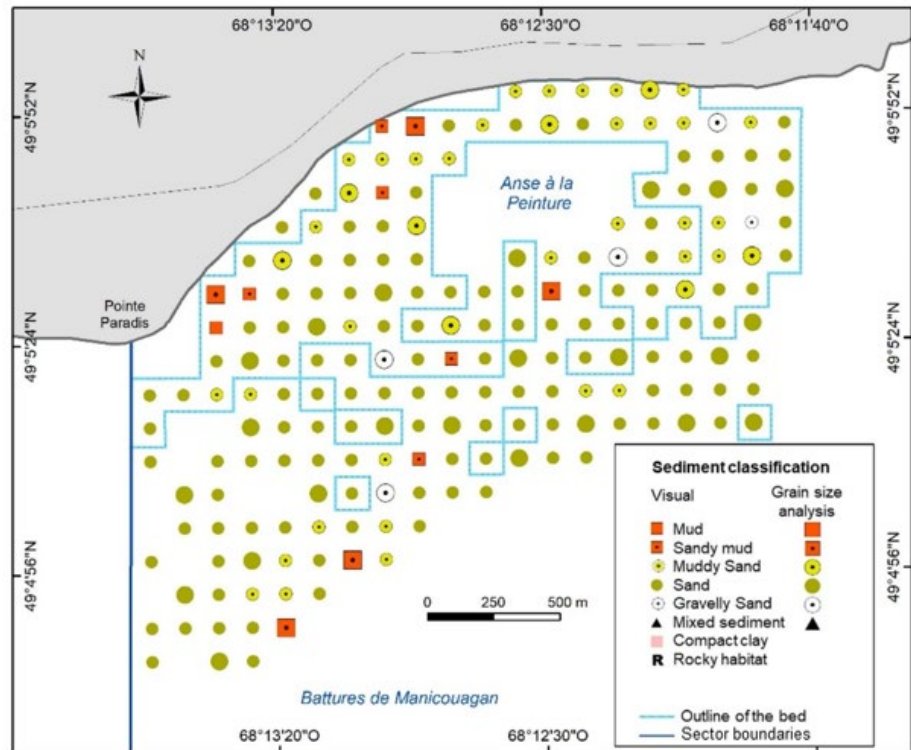 68°13'20"O 68°12'30"O 68°11'40"O
N
49°5'52"N
49°5'52"N
Anse à la
Peinture
Pointe
Paradis
49°5'24"N
49°5'24"N
Sediment classification
Visual
Grain size
analysis
Mud
Sandy mud
Muddy Sand
Sand
Gravelly Sand
Mixed sediment
Compact clay
R Rocky habitat
Outline of the bed
Sector boundaries
49°4'56"N
49°4'56"N
0 250 500 m
Battures de Manicouagan
68°13'20"O 68°12'30"O 68°11'40"O